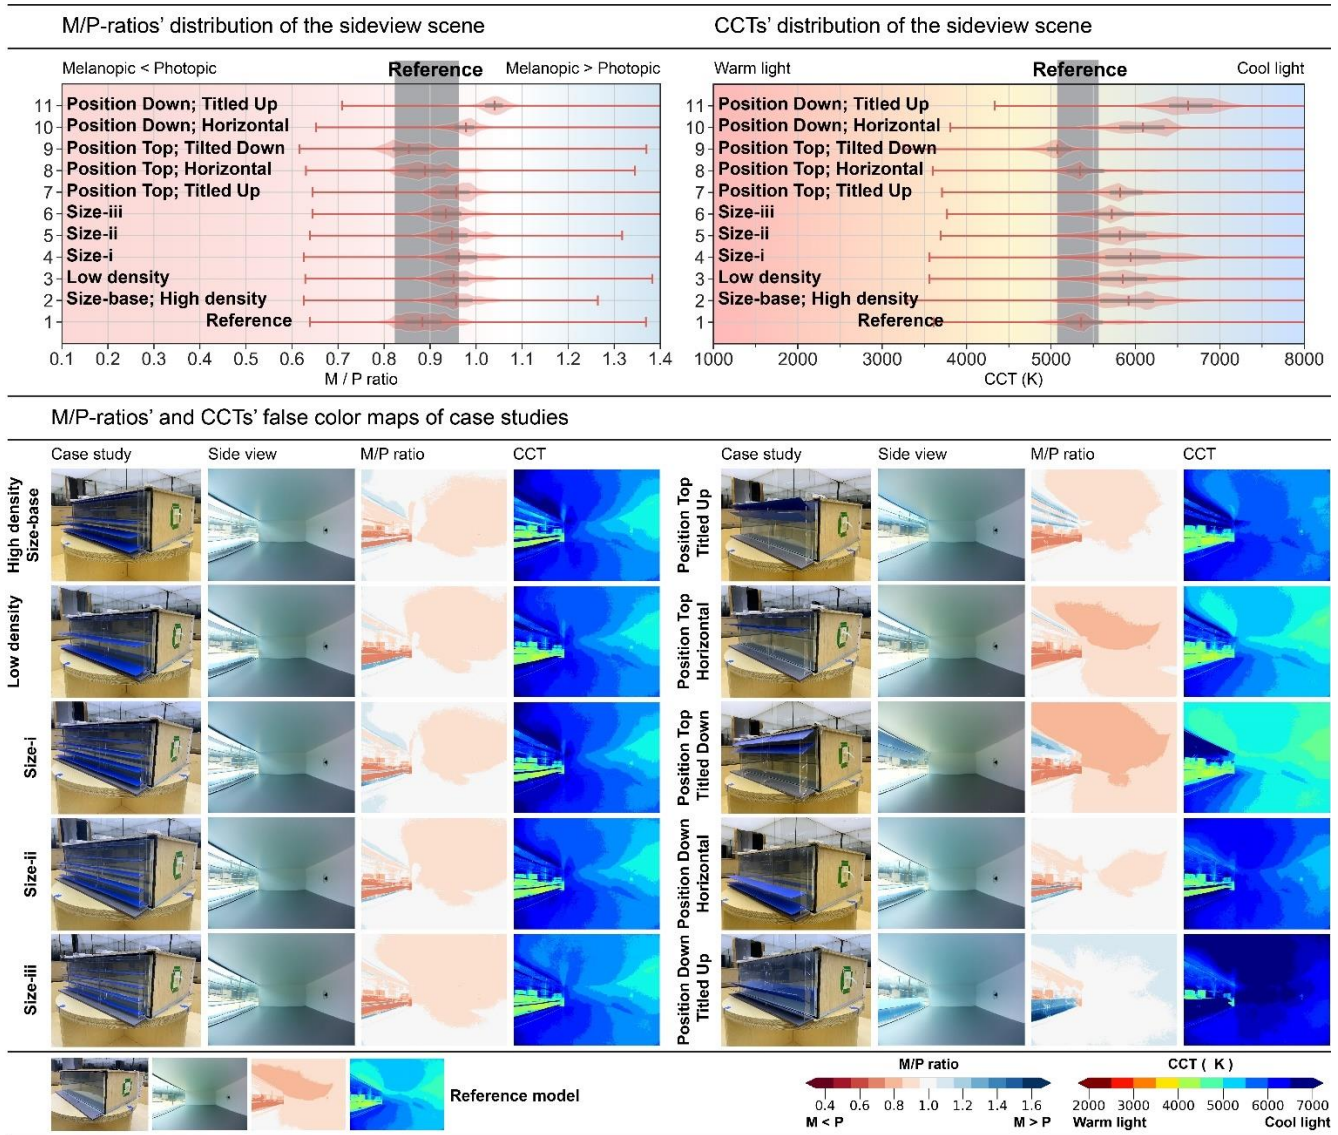 M/P-ratios' distribution of the sideview scene
Melanopic < Photopic
Reference
Melanopic > Photopic
11 Position Down; Titled Up
10 Position Down; Horizontal
9 Position Top; Tilted Down
8 Position Top; Horizontal
7 Position Top; Titled Up
6 Size-iii
5 Size-ii
4 Size-i
3 Low density
2 Size-base; High density
1 Reference
0.1 0.2 0.3 0.4 0.5 0.6 0.7 0.8 0.9 1.0 1.1 1.2 1.3 1.4
M / P ratio
CCTs' distribution of the sideview scene
Warm light
Reference
Cool light
11 Position Down; Titled Up
10 Position Down; Horizontal
9 Position Top; Tilted Down
8 Position Top; Horizontal
7 Position Top; Titled Up
6 Size-iii
5 Size-ii
4 Size-i
3 Low density
2 Size-base; High density
1 Reference
1000 2000 3000 4000 5000 6000 7000 8000
CCT (K)
M/P-ratios' and CCTs' false color maps of case studies
Case study Side view M/P ratio CCT
High density
Size-base
Low density
Size-i
Size-ii
Size-iii
Case study Side view M/P ratio CCT
Position Top
Titled Up
Position Top
Horizontal
Position Top
Titled Down
Position Down
Horizontal
Position Down
Titled Up
Reference model
M/P ratio
0.4 0.6 0.8 1.0 1.2 1.4 1.6
M < P M > P
CCT ( K )
2000 3000 4000 5000 6000 7000
Warm light Cool light